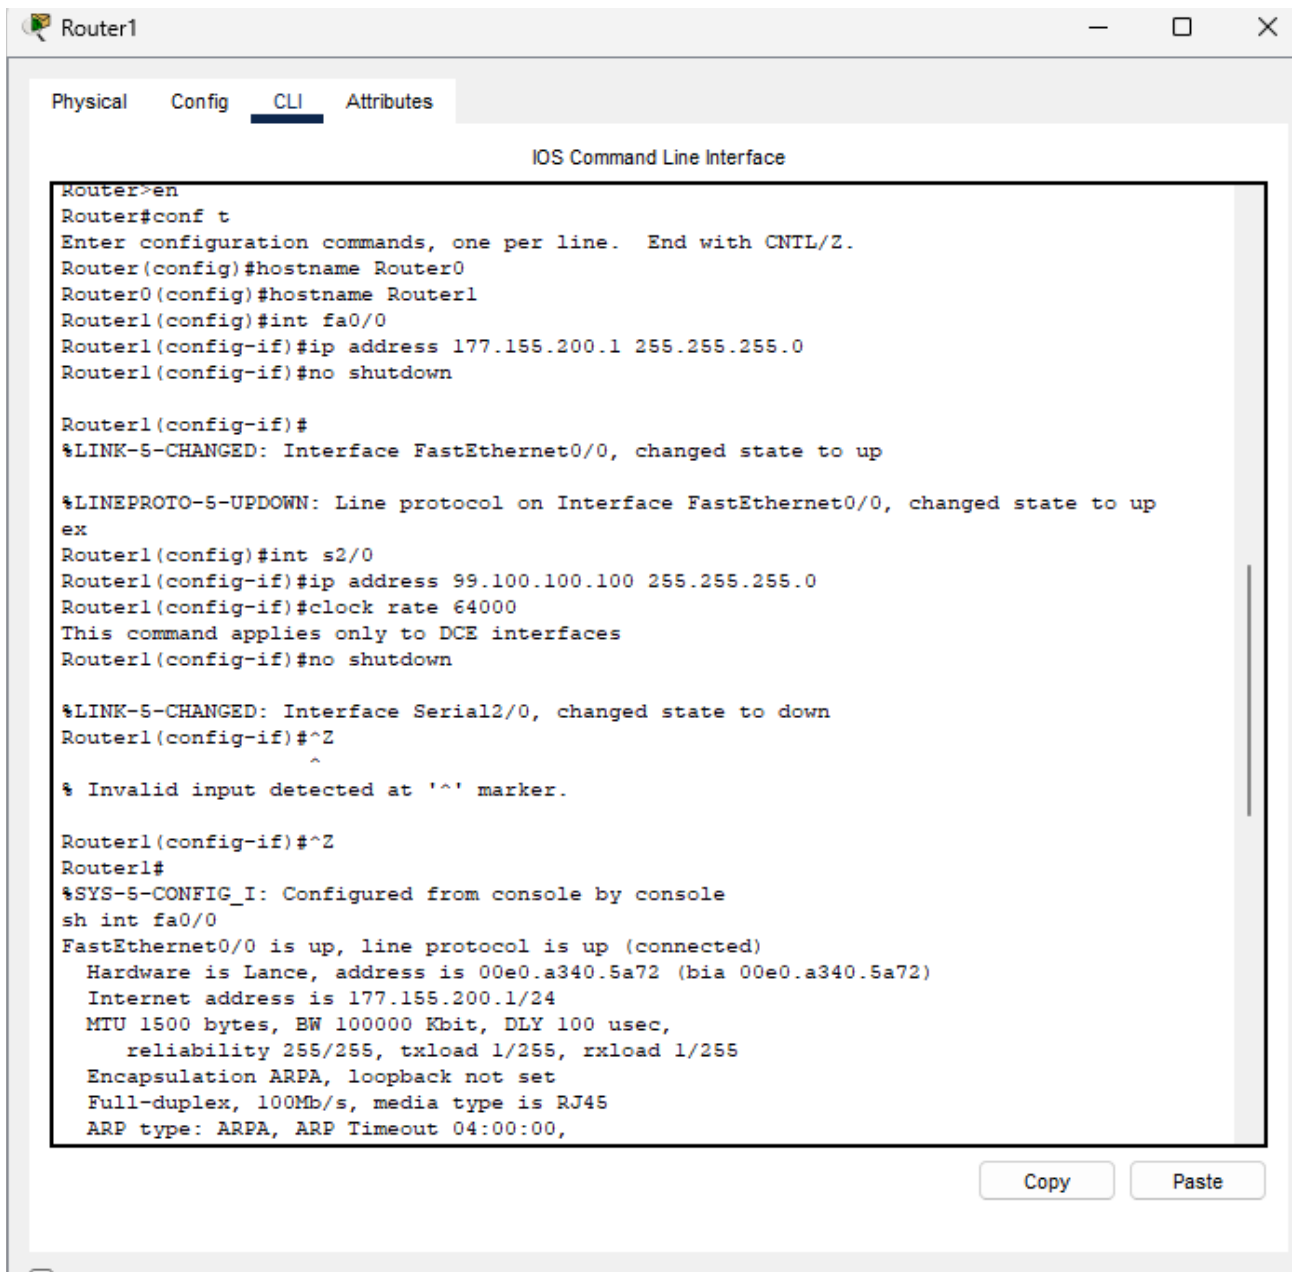 Router1
Physical Config CLI Attributes
IOS Command Line Interface
Router>en
Router#conf t
Enter configuration commands, one per line.  End with CNTL/Z.
Router(config)#hostname Router0
Router0(config)#hostname Router1
Router1(config)#int fa0/0
Router1(config-if)#ip address 177.155.200.1 255.255.255.0
Router1(config-if)#no shutdown
Router1(config-if)#
%LINK-5-CHANGED: Interface FastEthernet0/0, changed state to up
%LINEPROTO-5-UPDOWN: Line protocol on Interface FastEthernet0/0, changed state to up
ex
Router1(config)#int s2/0
Router1(config-if)#ip address 99.100.100.100 255.255.255.0
Router1(config-if)#clock rate 64000
This command applies only to DCE interfaces
Router1(config-if)#no shutdown
%LINK-5-CHANGED: Interface Serial2/0, changed state to down
Router1(config-if)#^Z
^
% Invalid input detected at '^' marker.
Router1(config-if)#^Z
Router1#
%SYS-5-CONFIG_I: Configured from console by console
sh int fa0/0
FastEthernet0/0 is up, line protocol is up (connected)
Hardware is Lance, address is 00e0.a340.5a72 (bia 00e0.a340.5a72)
Internet address is 177.155.200.1/24
MTU 1500 bytes, BW 100000 Kbit, DLY 100 usec,
reliability 255/255, txload 1/255, rxload 1/255
Encapsulation ARPA, loopback not set
Full-duplex, 100Mb/s, media type is RJ45
ARP type: ARPA, ARP Timeout 04:00:00,
Copy Paste